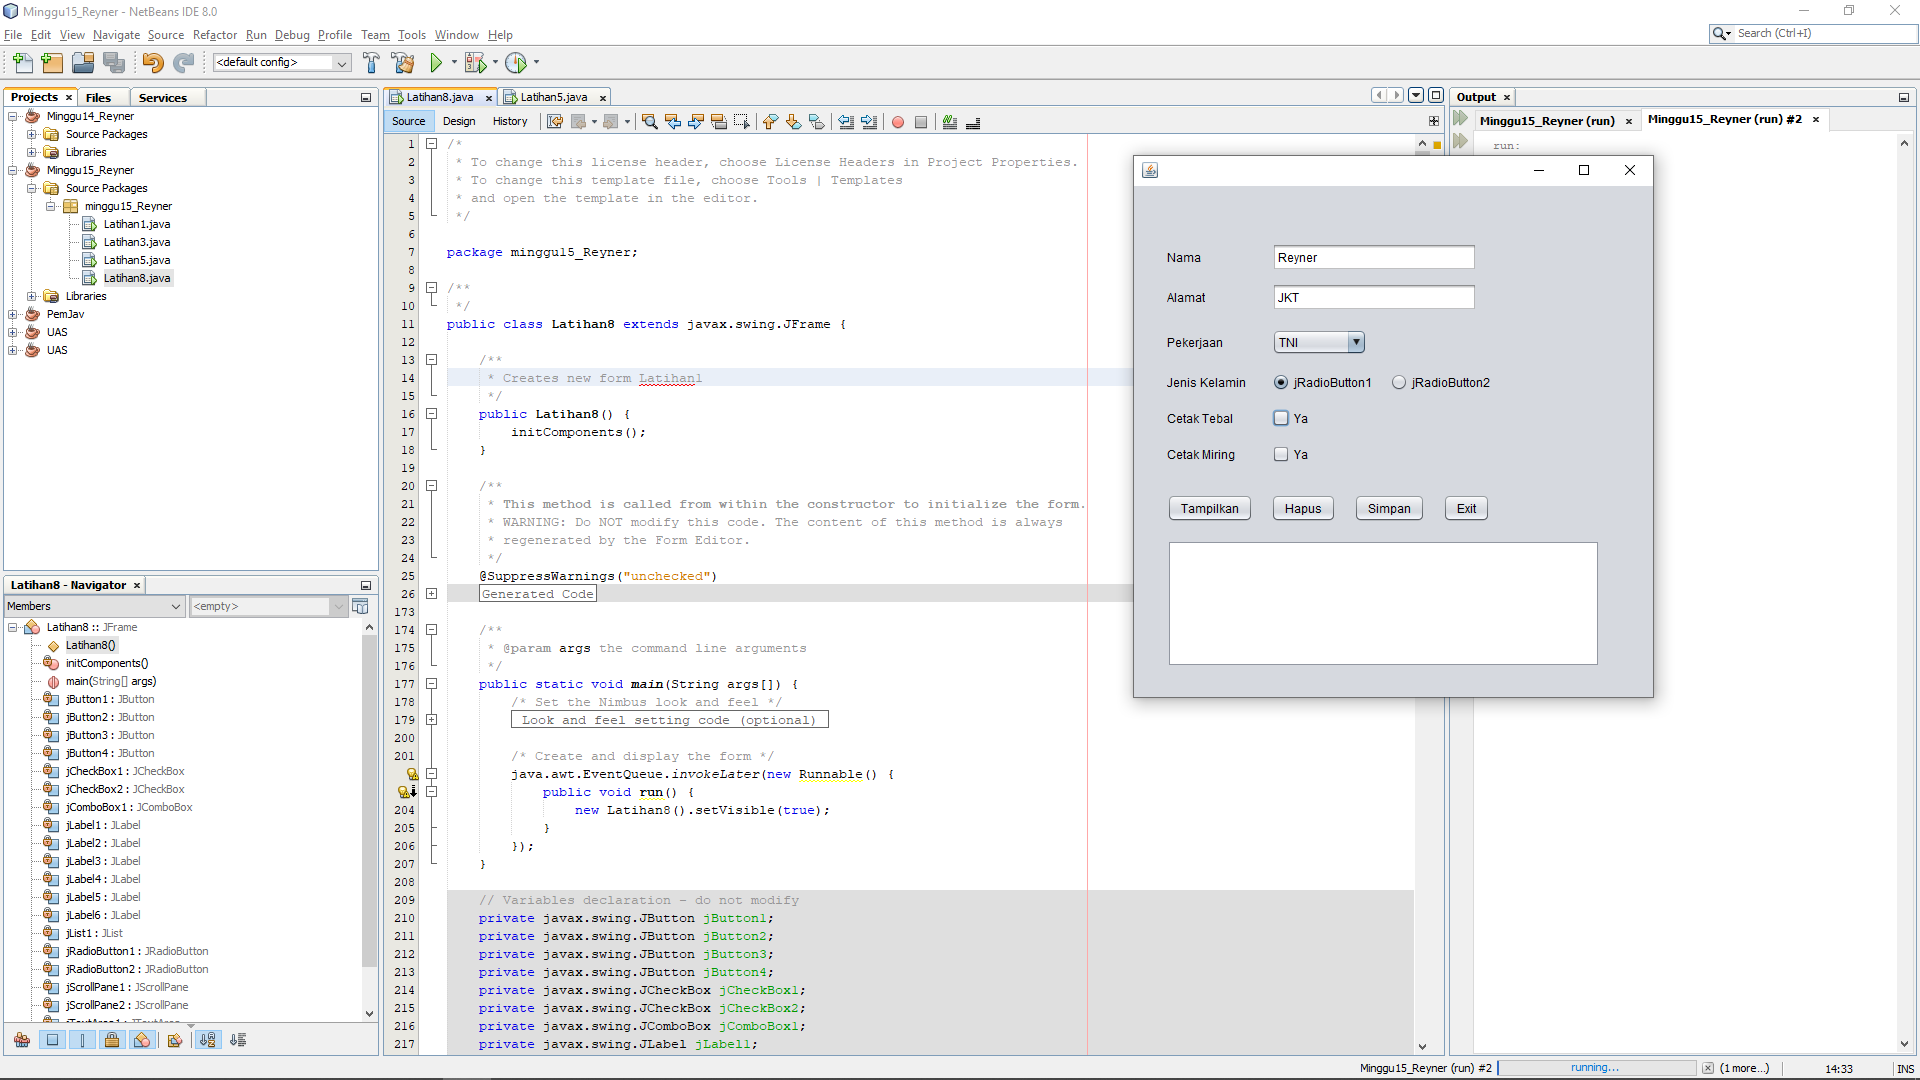 Minggu15_Reyner - NetBeans IDE 8.0
File Edit View Navigate Source Refactor Run Debug Profile Team Tools Window Help
Search (Ctrl+I)
<default config>
Projects Files Services
Minggu14_Reyner
Source Packages
Libraries
Minggu15_Reyner
Source Packages
minggu15_Reyner
Latihan1.java
Latihan3.java
Latihan5.java
Latihan8.java
Libraries
PemJav
UAS
UAS
Latihan8 - Navigator
Members <empty>
Latihan8 :: JFrame
Latihan8()
initComponents()
main(String[] args)
jButton1 : JButton
jButton2 : JButton
jButton3 : JButton
jButton4 : JButton
jCheckBox1 : JCheckBox
jCheckBox2 : JCheckBox
jComboBox1 : JComboBox
jLabel1 : JLabel
jLabel2 : JLabel
jLabel3 : JLabel
jLabel4 : JLabel
jLabel5 : JLabel
jLabel6 : JLabel
jList1 : JList
jRadioButton1 : JRadioButton
jRadioButton2 : JRadioButton
jScrollPane1 : JScrollPane
jScrollPane2 : JScrollPane
Latihan8.java Latihan5.java
Source Design History
1 /*
2 * To change this license header, choose License Headers in Project Properties.
3 * To change this template file, choose Tools | Templates
4 * and open the template in the editor.
5 */
6
7 package minggu15_Reyner;
8
9 /**
10 */
11 public class Latihan8 extends javax.swing.JFrame {
12
13 /**
14 * Creates new form Latihan1
15 */
16 public Latihan8() {
17 initComponents();
18 }
19
20 /**
21 * This method is called from within the constructor to initialize the form.
22 * WARNING: Do NOT modify this code. The content of this method is always
23 * regenerated by the Form Editor.
24 */
25 @SuppressWarnings("unchecked")
26 Generated Code
173
174 /**
175 * @param args the command line arguments
176 */
177 public static void main(String args[]) {
178 /* Set the Nimbus look and feel */
179 Look and feel setting code (optional)
200
201 /* Create and display the form */
java.awt.EventQueue.invokeLater(new Runnable() {
public void run() {
204 new Latihan8().setVisible(true);
205 }
206 });
207 }
208
209 // Variables declaration - do not modify
210 private javax.swing.JButton jButton1;
211 private javax.swing.JButton jButton2;
212 private javax.swing.JButton jButton3;
213 private javax.swing.JButton jButton4;
214 private javax.swing.JCheckBox jCheckBox1;
215 private javax.swing.JCheckBox jCheckBox2;
216 private javax.swing.JComboBox jComboBox1;
217 private javax.swing.JLabel jLabel1;
Output
Minggu15_Reyner (run) Minggu15_Reyner (run) #2
run:
Nama Reyner
Alamat JKT
Pekerjaan TNI
Jenis Kelamin jRadioButton1 jRadioButton2
Cetak Tebal Ya
Cetak Miring Ya
Tampilkan Hapus Simpan Exit
Minggu15_Reyner (run) #2 running... (1 more...) 14:33 INS